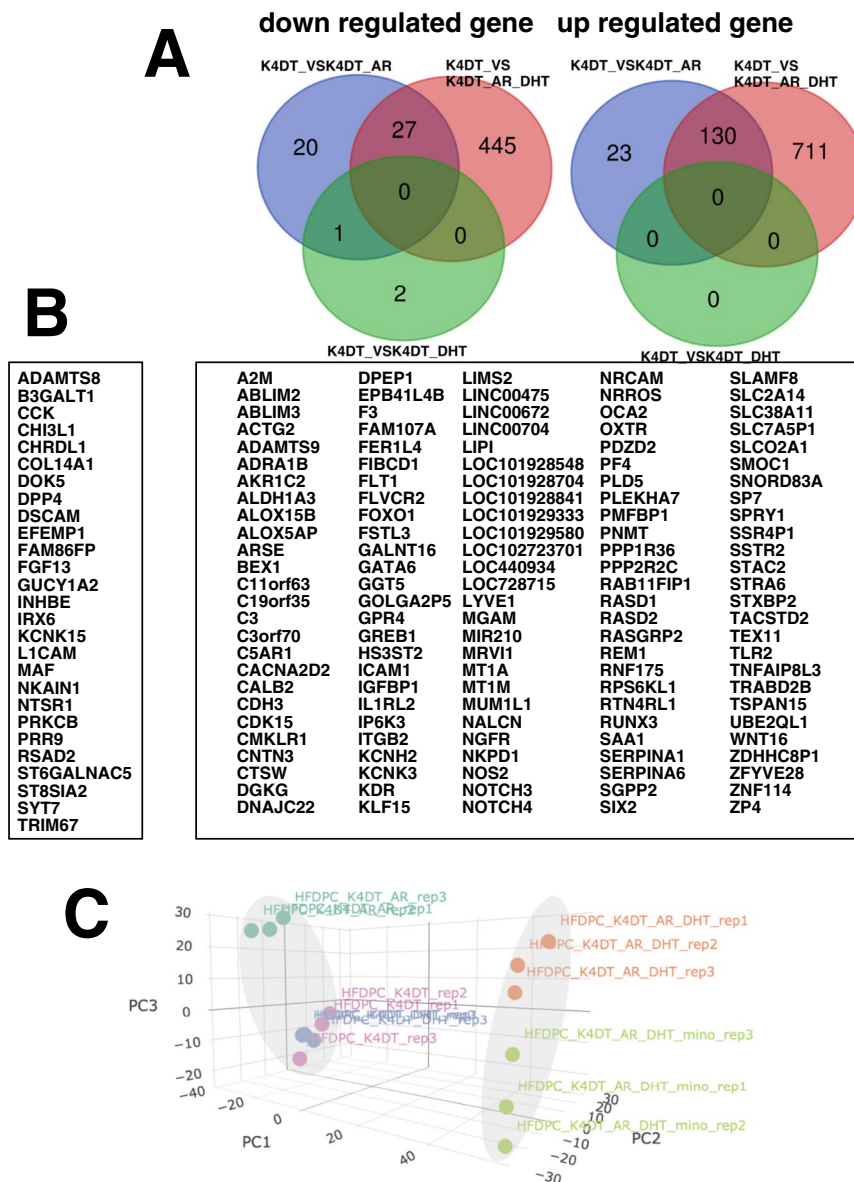 down regulated gene up regulated gene
A
K4DT_VSK4DT_AR
K4DT_VS
K4DT_AR_DHT
K4DT_VSK4DT_AR
K4DT_VS
K4DT_AR_DHT
20
27
445
0
1
0
2
23
130
711
0
0
0
0
K4DT_VSK4DT_DHT
K4DT_VSK4DT_DHT
B
ADAMTS8
B3GALT1
CCK
CHI3L1
CHRDL1
COL14A1
DOK5
DPP4
DSCAM
EFEMP1
FAM86FP
FGF13
GUCY1A2
INHBE
IRX6
KCNK15
L1CAM
MAF
NKAIN1
NTSR1
PRKCB
PRR9
RSAD2
ST6GALNAC5
ST8SIA2
SYT7
TRIM67
A2M DPEP1 LIMS2 NRCAM SLAMF8
ABLIM2 EPB41L4B LINC00475 NRROS SLC2A14
ABLIM3 F3 LINC00672 OCA2 SLC38A11
ACTG2 FAM107A LINC00704 OXTR SLC7A5P1
ADAMTS9 FER1L4 LIPI PDZD2 SLCO2A1
ADRA1B FIBCD1 LOC101928548 PF4 SMOC1
AKR1C2 FLT1 LOC101928704 PLD5 SNORD83A
ALDH1A3 FLVCR2 LOC101928841 PLEKHA7 SP7
ALOX15B FOXO1 LOC101929333 PMFBP1 SPRY1
ALOX5AP FSTL3 LOC101929580 PNMT SSR4P1
ARSE GALNT16 LOC102723701 PPP1R36 SSTR2
BEX1 GATA6 LOC440934 PPP2R2C STAC2
C11orf63 GGT5 LOC728715 RAB11FIP1 STRA6
C19orf35 GOLGA2P5 LYVE1 RASD1 STXBP2
C3 GPR4 MGAM RASD2 TACSTD2
C3orf70 GREB1 MIR210 RASGRP2 TEX11
C5AR1 HS3ST2 MRVI1 REM1 TLR2
CACNA2D2 ICAM1 MT1A RNF175 TNFAIP8L3
CALB2 IGFBP1 MT1M RPS6KL1 TRABD2B
CDH3 IL1RL2 MUM1L1 RTN4RL1 TSPAN15
CDK15 IP6K3 NALCN RUNX3 UBE2QL1
CMKLR1 ITGB2 NGFR SAA1 WNT16
CNTN3 KCNH2 NKPD1 SERPINA1 ZDHHC8P1
CTSW KCNK3 NOS2 SERPINA6 ZFYVE28
DGKG KDR NOTCH3 SGPP2 ZNF114
DNAJC22 KLF15 NOTCH4 SIX2 ZP4
C
HFDPC_K4DT_AR_rep3
HFDPC_K4DT_AR_rep2
HFDPC_K4DT_AR_rep1
HFDPC_K4DT_AR_DHT_rep1
HFDPC_K4DT_AR_DHT_rep2
HFDPC_K4DT_AR_DHT_rep3
HFDPC_K4DT_rep2
HFDPC_K4DT_rep1
HFDPC_K4DT_DHT_rep3
HFDPC_K4DT_rep3
HFDPC_K4DT_AR_DHT_mino_rep3
HFDPC_K4DT_AR_DHT_mino_rep1
HFDPC_K4DT_AR_DHT_mino_rep2
30
20
10
0
−10
−20
PC3
−40
−20
0
20
40
PC1
30
20
10
0
−10
−20
−30
PC2